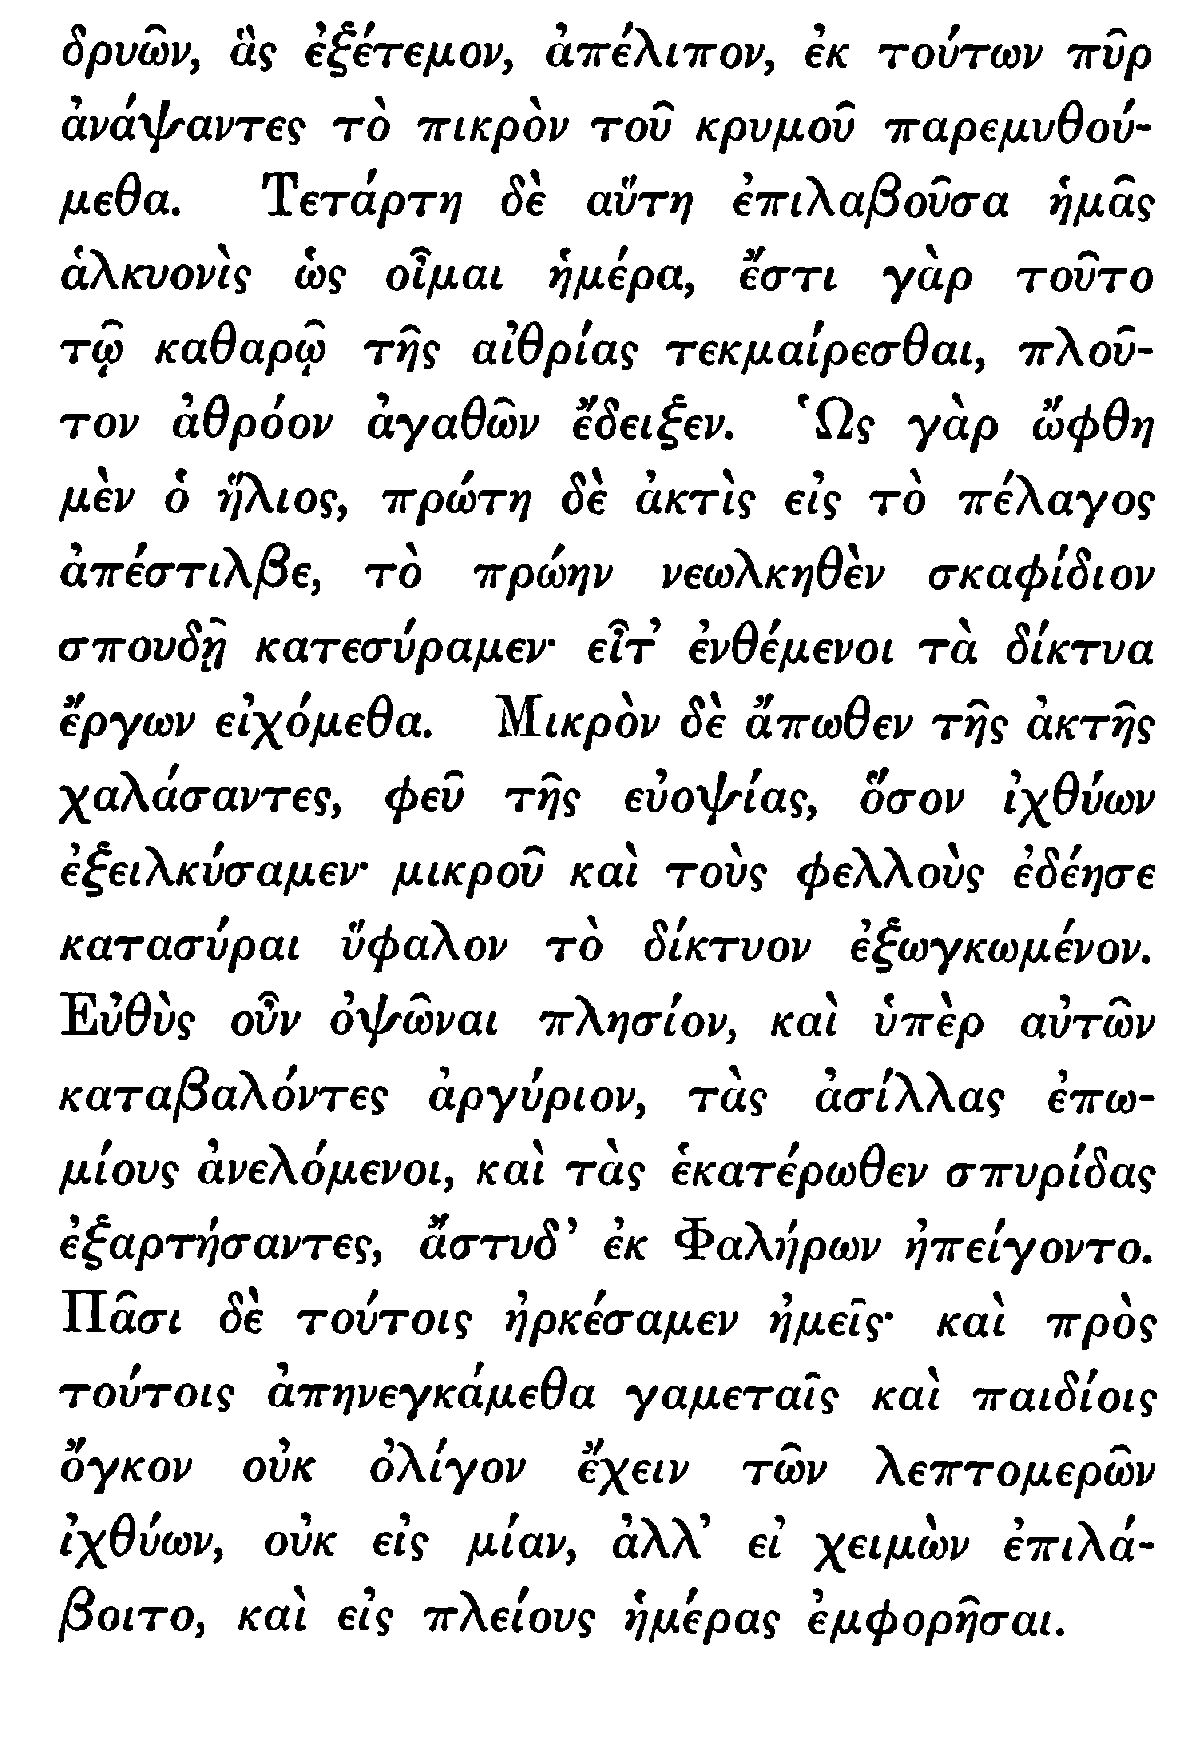 δρυῶν, ἃς ἐξέτεμον, ἀπέλιπον, ἐκ τούτων πῦρ
ἀνάψαντες τὸ πικρὸν τοῦ κρυμοῦ παρεμυθού-
μεθα. Τετάρτη δὲ αὕτη ἐπιλαβοῦσα ἡμᾶς
ἁλκυονὶς ὡς οἶμαι ἡμέρα, ἔστι γὰρ τοῦτο
τῷ καθαρῷ τῆς αἰθρίας τεκμαίρεσθαι, πλοῦ-
τον ἀθρόον ἀγαθῶν ἔδειξεν. Ὡς γὰρ ὤφθη
μὲν ὁ ἥλιος, πρώτη δὲ ἀκτὶς εἰς τὸ πέλαγος
ἀπέστιλβε, τὸ πρώην νεωλκηθὲν σκαφίδιον
σπουδῇ κατεσύραμεν· εἶτ’ ἐνθέμενοι τὰ δίκτυα
ἔργων εἰχόμεθα. Μικρὸν δὲ ἄπωθεν τῆς ἀκτῆς
χαλάσαντες, φεῦ τῆς εὐοψίας, ὅσον ἰχθύων
ἐξειλκύσαμεν· μικροῦ καὶ τοὺς φελλοὺς ἐδέησε
κατασύραι ὕφαλον τὸ δίκτυον ἐξωγκωμένον.
Εὐθὺς οὖν ὀψῶναι πλησίον, καὶ ὑπὲρ αὐτῶν
καταβαλόντες ἀργύριον, τὰς ἀσίλλας ἐπω-
μίους ἀνελόμενοι, καὶ τὰς ἑκατέρωθεν σπυρίδας
ἐξαρτήσαντες, ἄστυδ’ ἐκ Φαλήρων ἠπείγοντο.
Πᾶσι δὲ τούτοις ἠρκέσαμεν ἡμεῖς· καὶ πρὸς
τούτοις ἀπηνεγκάμεθα γαμεταῖς καὶ παιδίοις
ὄγκον οὐκ ὀλίγον ἔχειν τῶν λεπτομερῶν
ἰχθύων, οὐκ εἰς μίαν, ἀλλ’ εἰ χειμὼν ἐπιλά-
βοιτο, καὶ εἰς πλείους ἡμέρας ἐμφορῆσαι.